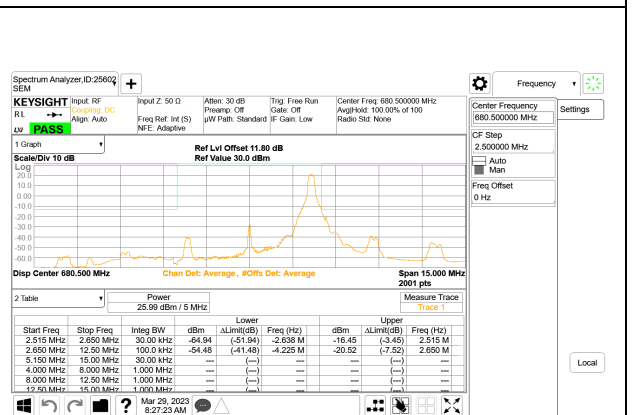 Spectrum Analyzer,ID:25602
SEM
Frequency
KEYSIGHT
Input: RF
Coupling: DC
Align: Auto
Input Z: 50 Ω
Freq Ref: Int (S)
NFE: Adaptive
Atten: 30 dB
Preamp: Off
µW Path: Standard
Trig: Free Run
Gate: Off
IF Gain: Low
Center Freq: 680.500000 MHz
Avg|Hold: 100.00% of 100
Radio Std: None
RL
LXI PASS
Center Frequency
680.500000 MHz
Settings
CF Step
2.500000 MHz
Auto
Man
Freq Offset
0 Hz
Local
1 Graph
Scale/Div 10 dB
Ref Lvl Offset 11.80 dB
Ref Value 30.0 dBm
Log
20.0
10.0
0.00
-10.0
-20.0
-30.0
-40.0
-50.0
-60.0
Disp Center 680.500 MHz
Chan Det: Average, #Offs Det: Average
Span 15.000 MHz
2001 pts
2 Table
Power
25.99 dBm / 5 MHz
Measure Trace
Trace 1
Lower Upper
Start Freq Stop Freq Integ BW dBm ΔLimit(dB) Freq (Hz) dBm ΔLimit(dB) Freq (Hz)
2.515 MHz 2.650 MHz 30.00 kHz -64.94 (-51.94) -2.638 M -16.45 (-3.45) 2.515 M
2.650 MHz 12.50 MHz 100.0 kHz -54.48 (-41.48) -4.225 M -20.52 (-7.52) 2.650 M
5.150 MHz 15.00 MHz 30.00 kHz --- (---) --- --- (---) ---
4.000 MHz 8.000 MHz 1.000 MHz --- (---) --- --- (---) ---
8.000 MHz 12.50 MHz 1.000 MHz --- (---) --- --- (---) ---
12.50 MHz 15.00 MHz 1.000 MHz --- (---) --- --- (---) ---
Mar 29, 2023
8:27:23 AM